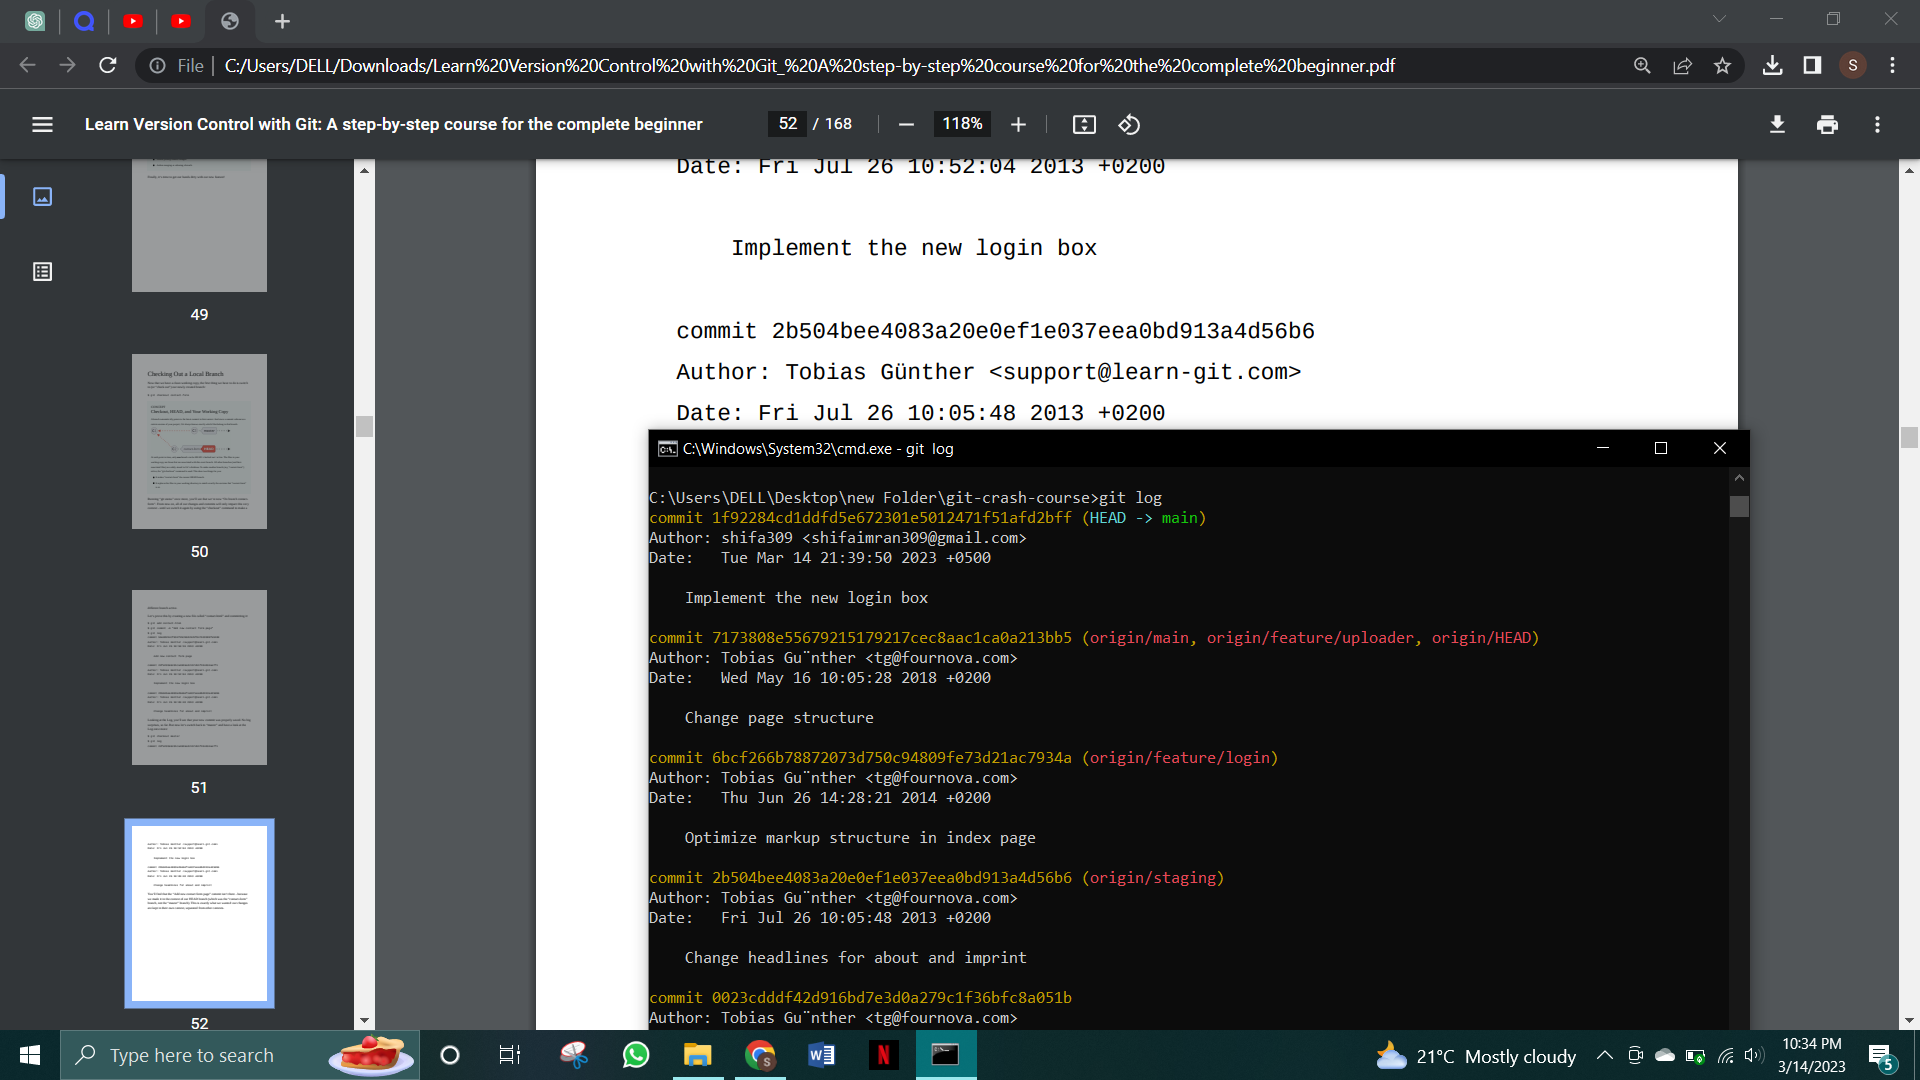 File
C:/Users/DELL/Downloads/Learn%20Version%20Control%20with%20Git_%20A%20step-by-step%20course%20for%20the%20complete%20beginner.pdf
S
Learn Version Control with Git: A step-by-step course for the complete beginner
52 / 168
118%
49
Checking Out a Local Branch
50
51
52
Date: Fri Jul 26 10:52:04 2013 +0200
Implement the new login box
commit 2b504bee4083a20e0ef1e037eea0bd913a4d56b6
Author: Tobias Günther <support@learn-git.com>
Date: Fri Jul 26 10:05:48 2013 +0200
C:\Windows\System32\cmd.exe - git  log
C:\Users\DELL\Desktop\new Folder\git-crash-course>git log
commit 1f92284cd1ddfd5e672301e5012471f51afd2bff (HEAD -> main)
Author: shifa309 <shifaimran309@gmail.com>
Date:   Tue Mar 14 21:39:50 2023 +0500
Implement the new login box
commit 7173808e55679215179217cec8aac1ca0a213bb5 (origin/main, origin/feature/uploader, origin/HEAD)
Author: Tobias Gu¨nther <tg@fournova.com>
Date:   Wed May 16 10:05:28 2018 +0200
Change page structure
commit 6bcf266b78872073d750c94809fe73d21ac7934a (origin/feature/login)
Author: Tobias Gu¨nther <tg@fournova.com>
Date:   Thu Jun 26 14:28:21 2014 +0200
Optimize markup structure in index page
commit 2b504bee4083a20e0ef1e037eea0bd913a4d56b6 (origin/staging)
Author: Tobias Gu¨nther <tg@fournova.com>
Date:   Fri Jul 26 10:05:48 2013 +0200
Change headlines for about and imprint
commit 0023cdddf42d916bd7e3d0a279c1f36bfc8a051b
Author: Tobias Gu¨nther <tg@fournova.com>
Type here to search
21°C Mostly cloudy
10:34 PM
3/14/2023
5